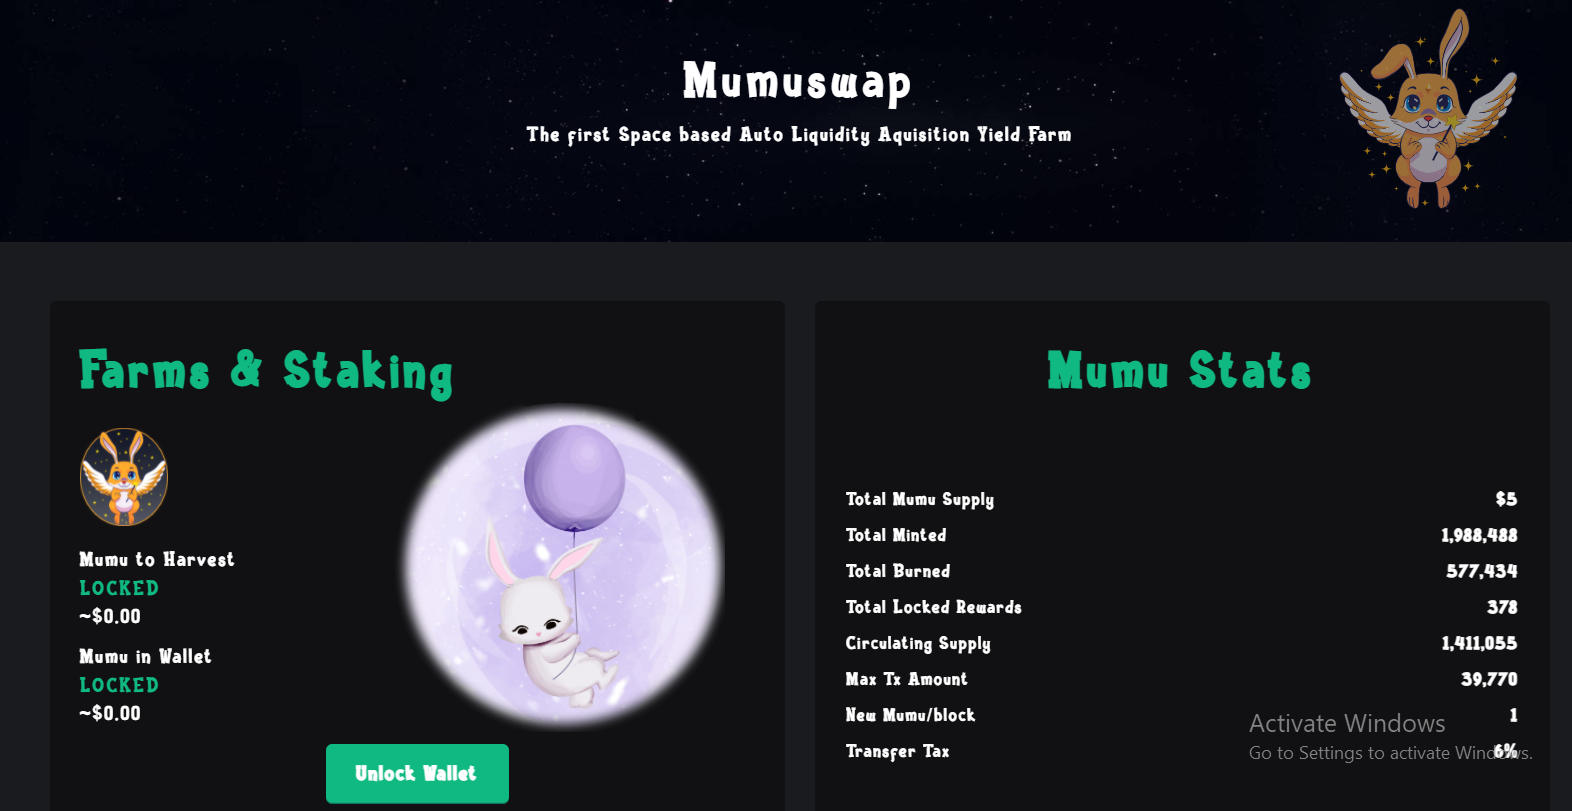 Mumuswap
The first Space based Auto Liquidity Aquisition Yield Farm
Farms & Staking
Mumu to Harvest
LOCKED
~$0.00
Mumu in Wallet
LOCKED
~$0.00
Unlock Wallet
Mumu Stats
Total Mumu Supply $5
Total Minted 1,988,488
Total Burned 577,434
Total Locked Rewards 378
Circulating Supply 1,411,055
Max Tx Amount 39,770
New Mumu/block 1
Transfer Tax 6%
Activate Windows
Go to Settings to activate Windows.